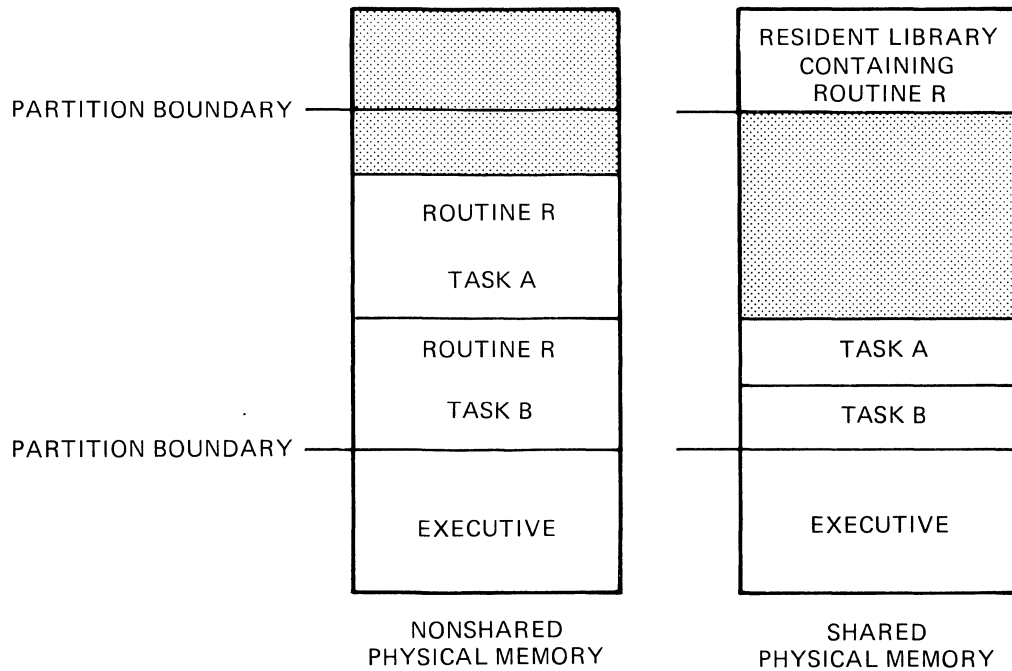 RESIDENT LIBRARY
CONTAINING
ROUTINE R
PARTITION BOUNDARY
ROUTINE R
TASK A
ROUTINE R
TASK A
TASK B
TASK B
PARTITION BOUNDARY
EXECUTIVE
EXECUTIVE
NONSHARED
PHYSICAL MEMORY
SHARED
PHYSICAL MEMORY